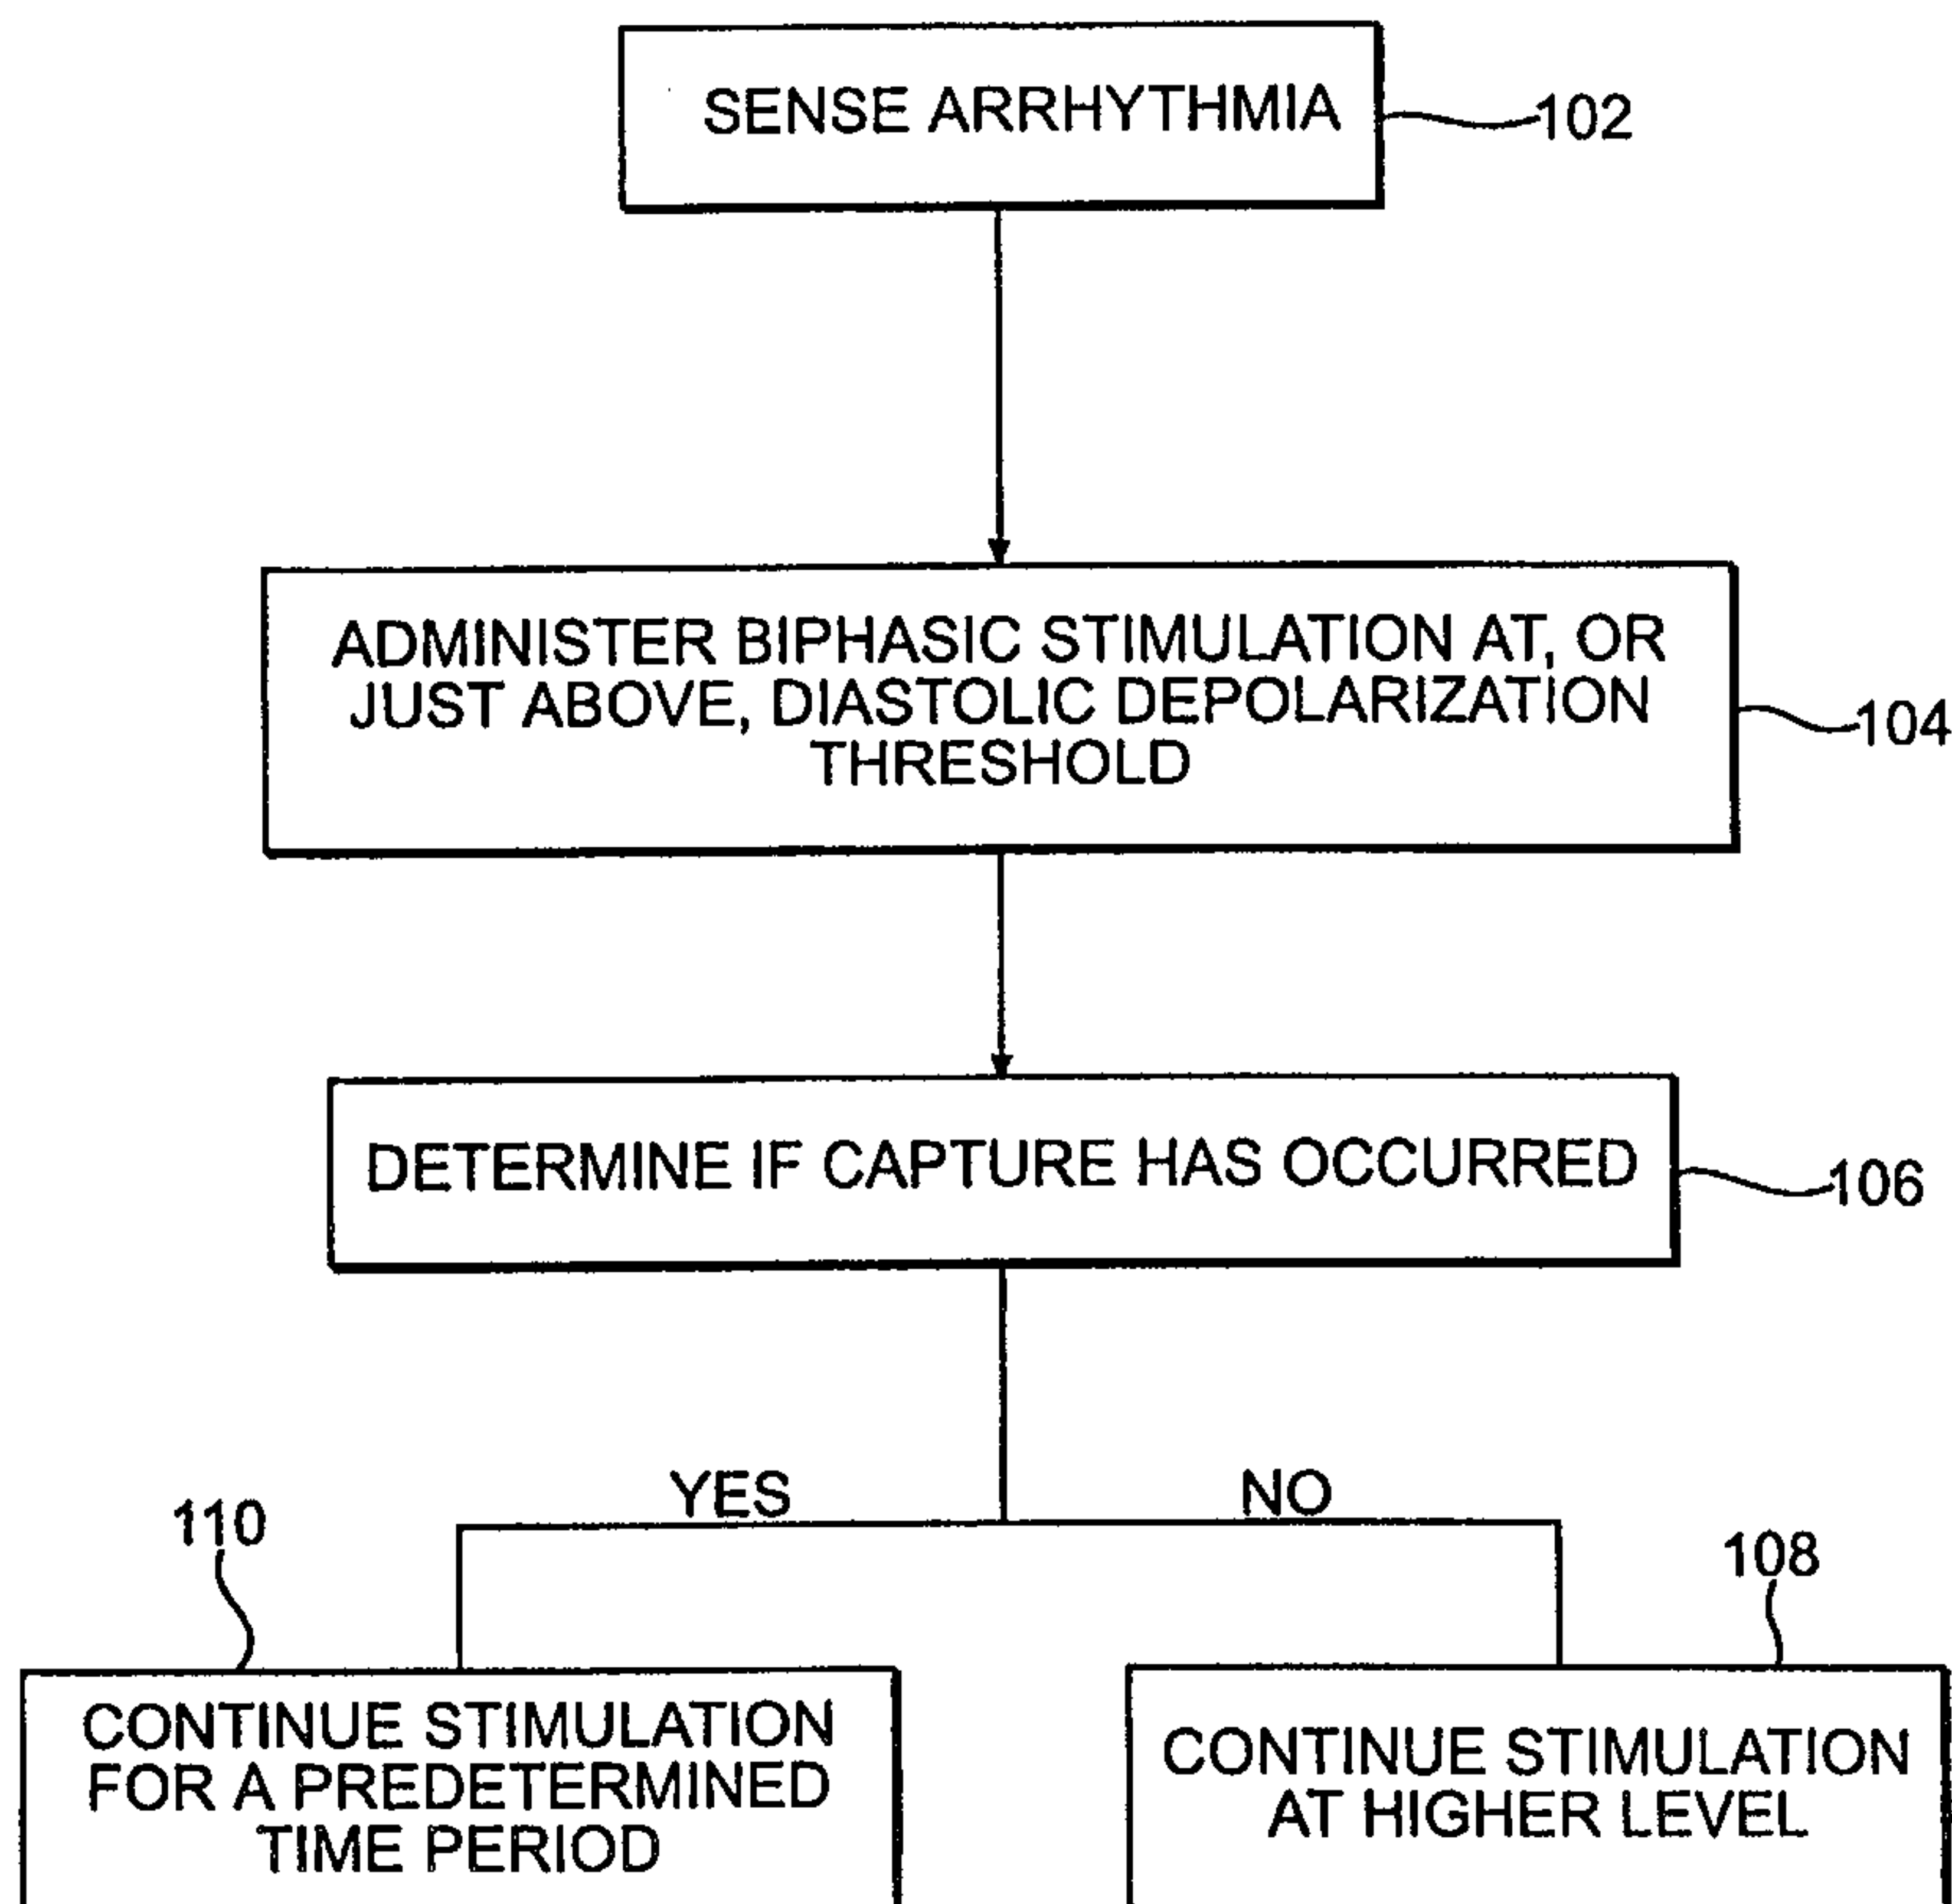 SENSE ARRHYTHMIA
102
ADMINISTER BIPHASIC STIMULATION AT, OR
JUST ABOVE, DIASTOLIC DEPOLARIZATION
THRESHOLD
104
DETERMINE IF CAPTURE HAS OCCURRED
106
YES
NO
110
108
CONTINUE STIMULATION
FOR A PREDETERMINED
TIME PERIOD
CONTINUE STIMULATION
AT HIGHER LEVEL